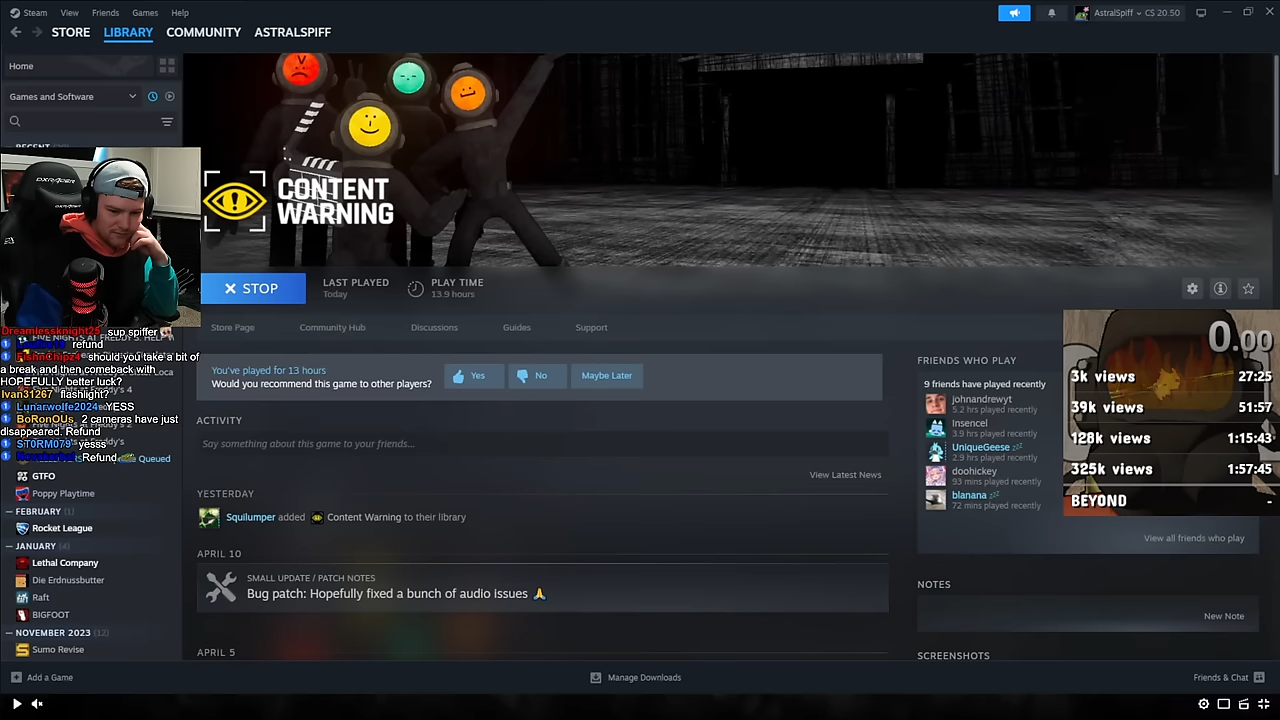 Steam View Friends Games Help
AstralSpiff CS 20.50
STORE LIBRARY COMMUNITY ASTRALSPIFF
Home
Games and Software
RECENT
CONTENT
WARNING
STOP
LAST PLAYED
Today
PLAY TIME
13.9 hours
Store Page Community Hub Discussions Guides Support
You've played for 13 hours
Would you recommend this game to other players?
Yes
No
Maybe Later
ACTIVITY
Say something about this game to your friends...
View Latest News
YESTERDAY
Squilumper added Content Warning to their library
APRIL 10
SMALL UPDATE / PATCH NOTES
Bug patch: Hopefully fixed a bunch of audio issues 🙏
APRIL 5
FRIENDS WHO PLAY
9 friends have played recently
johnandrewyt
5.2 hrs played recently
Insencel
3.9 hrs played recently
UniqueGeese
2.9 hrs played recently
doohickey
93 mins played recently
blanana
72 mins played recently
View all friends who play
NOTES
New Note
SCREENSHOTS
0.00
3k views 27:25
39k views 51:57
128k views 1:15:43
325k views 1:57:45
BEYOND -
Dreamlessknight25 sup spiffer
refund
FishnChipz4 should you take a bit of
a break and then comeback with
HOPEFULLY better luck?
Ivan31267 flashlight?
Lunarwolfe2024 YESS
BoRonOUs 2 cameras have just
disappeared. Refund
ST0RM079 yesss
Refund
Queued
GTFO
Poppy Playtime
FEBRUARY (1)
Rocket League
JANUARY (4)
Lethal Company
Die Erdnussbutter
Raft
BIGFOOT
NOVEMBER 2023 (12)
Sumo Revise
Add a Game
Manage Downloads
Friends & Chat